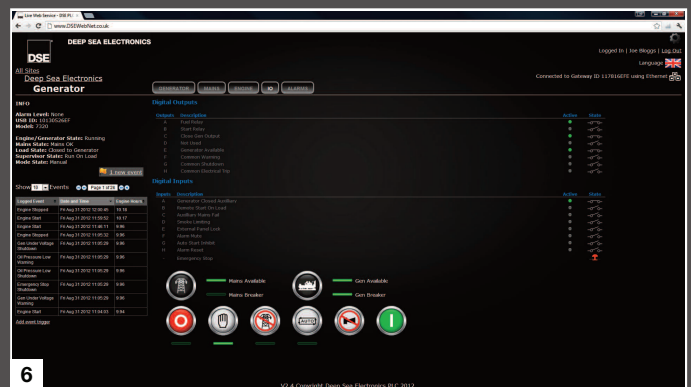 Live Web Service - DSE PLC
www.DSEWebNet.co.uk
DSE
DEEP SEA ELECTRONICS
Logged In | Joe Bloggs | Log Out
Language
Connected to Gateway ID 117016EFE using Ethernet
All Sites
Deep Sea Electronics
Generator
GENERATOR MAINS ENGINE IO ALARMS
INFO
Alarm Level: None
USB ID: 10130526EF
Model: 7320
Engine/Generator State: Running
Mains State: Mains OK
Load State: Closed to Generator
Supervisor State: Run On Load
Mode State: Manual
1 new event
Show 10 Events Page 1 of 26
Logged Event Date and Time Engine Hours
Engine Stopped Fri Aug 31 2012 12:00:45 10.18
Engine Start Fri Aug 31 2012 11:59:52 10.17
Engine Start Fri Aug 31 2012 11:46:11 9.96
Engine Stopped Fri Aug 31 2012 11:05:32 9.96
Gen Under Voltage Shutdown Fri Aug 31 2012 11:05:29 9.96
Oil Pressure Low Warning Fri Aug 31 2012 11:05:29 9.96
Oil Pressure Low Shutdown Fri Aug 31 2012 11:05:29 9.96
Emergency Stop Shutdown Fri Aug 31 2012 11:05:29 9.96
Gen Under Voltage Warning Fri Aug 31 2012 11:05:29 9.96
Engine Start Fri Aug 31 2012 11:04:03 9.94
Add event trigger
Digital Outputs
Outputs Description Active State
A Fuel Relay
B Start Relay
C Close Gen Output
D Not Used
E Generator Available
F Common Warning
G Common Shutdown
H Common Electrical Trip
Digital Inputs
Inputs Description Active State
A Generator Closed Auxiliary
B Remote Start On Load
C Auxiliary Mains Fail
D Smoke Limiting
E External Panel Lock
F Alarm Mute
G Auto Start Inhibit
H Alarm Reset
- Emergency Stop
Mains Available Gen Available
Mains Breaker Gen Breaker
AUTO
6
V2.4 Copyright Deep Sea Electronics PLC 2012